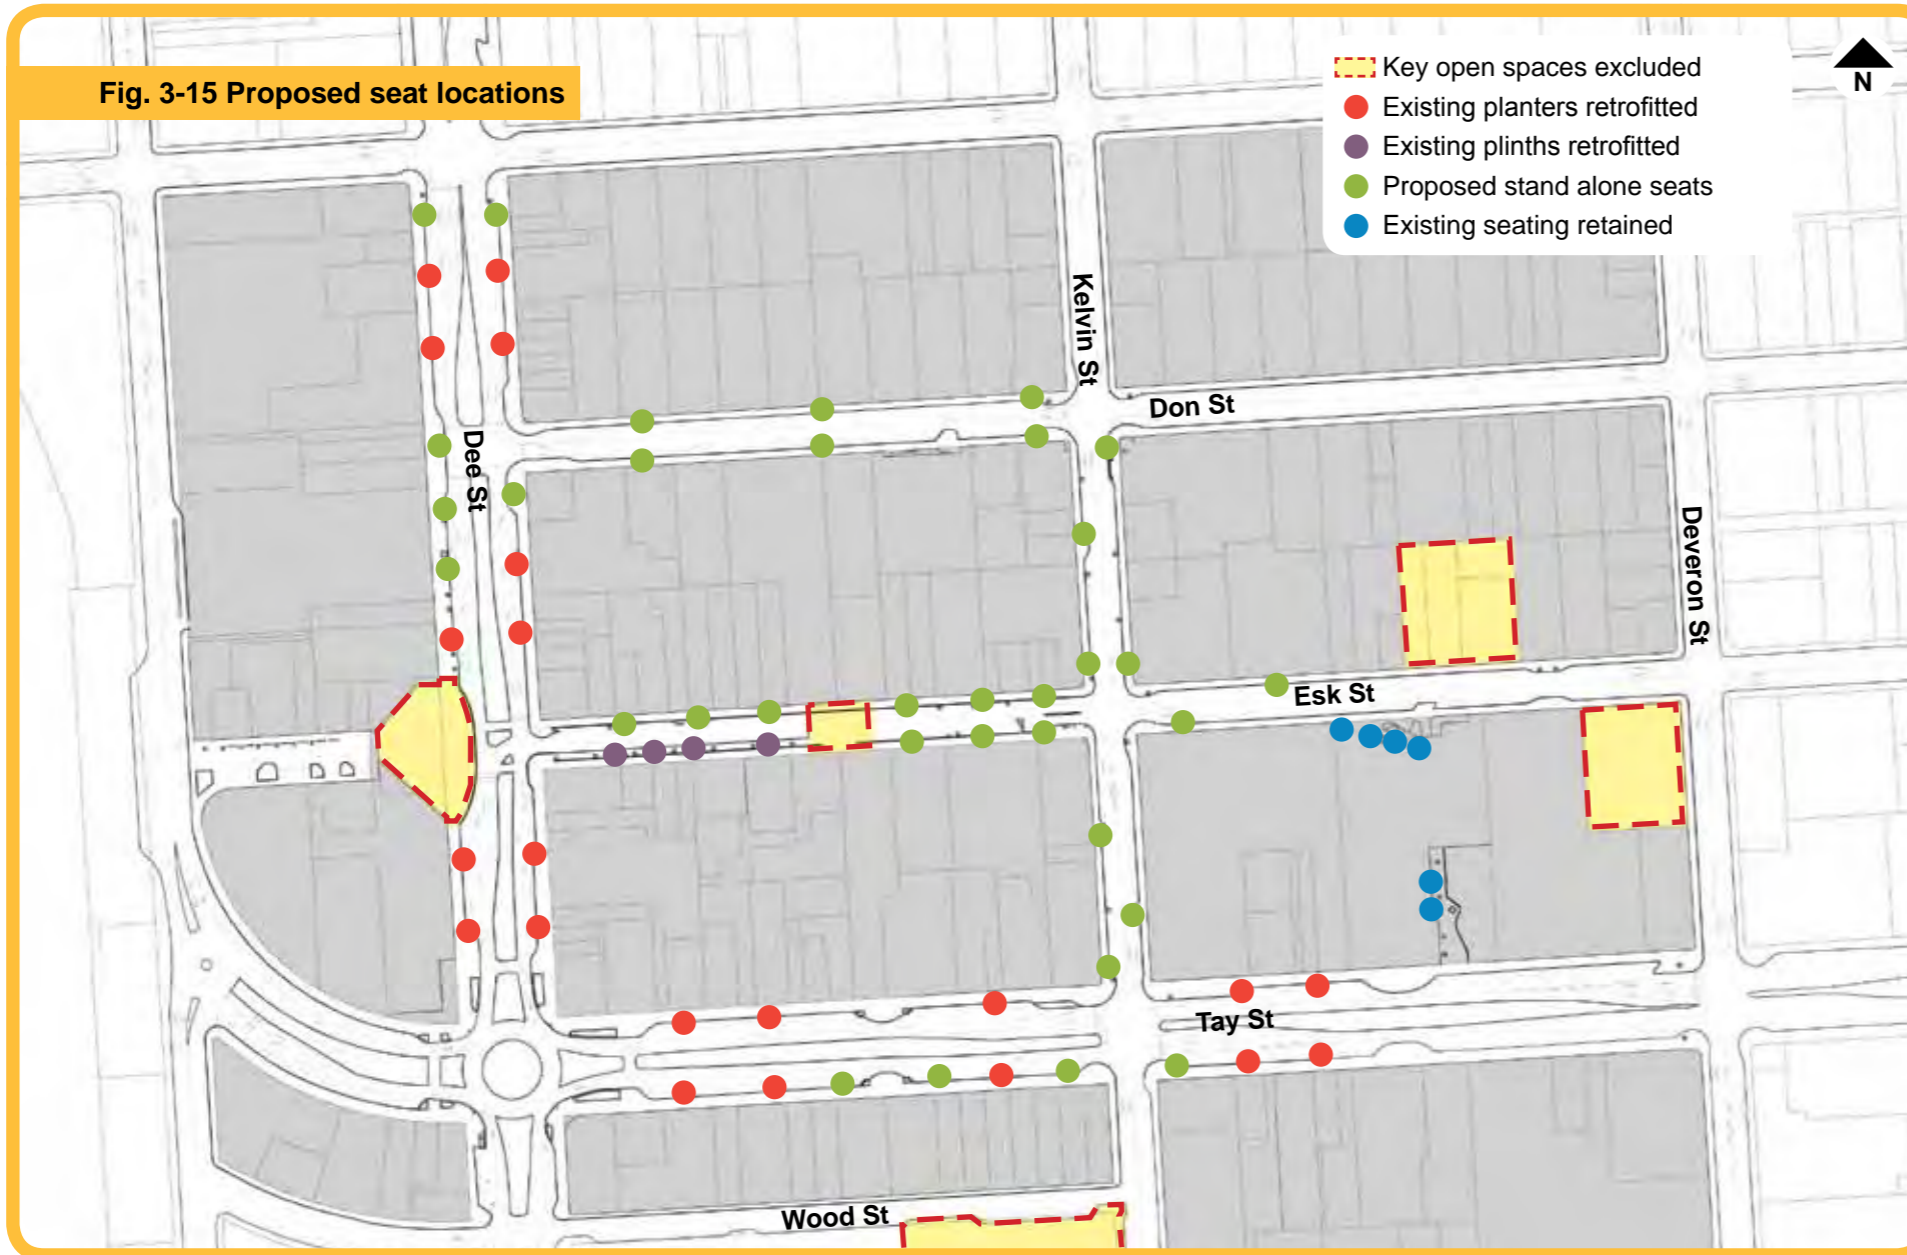 Fig. 3-15 Proposed seat locations
Key open spaces excluded
Existing planters retrofitted
Existing plinths retrofitted
Proposed stand alone seats
Existing seating retained
N
Kelvin St
Don St
Dee St
Deveron St
Esk St
Tay St
Wood St